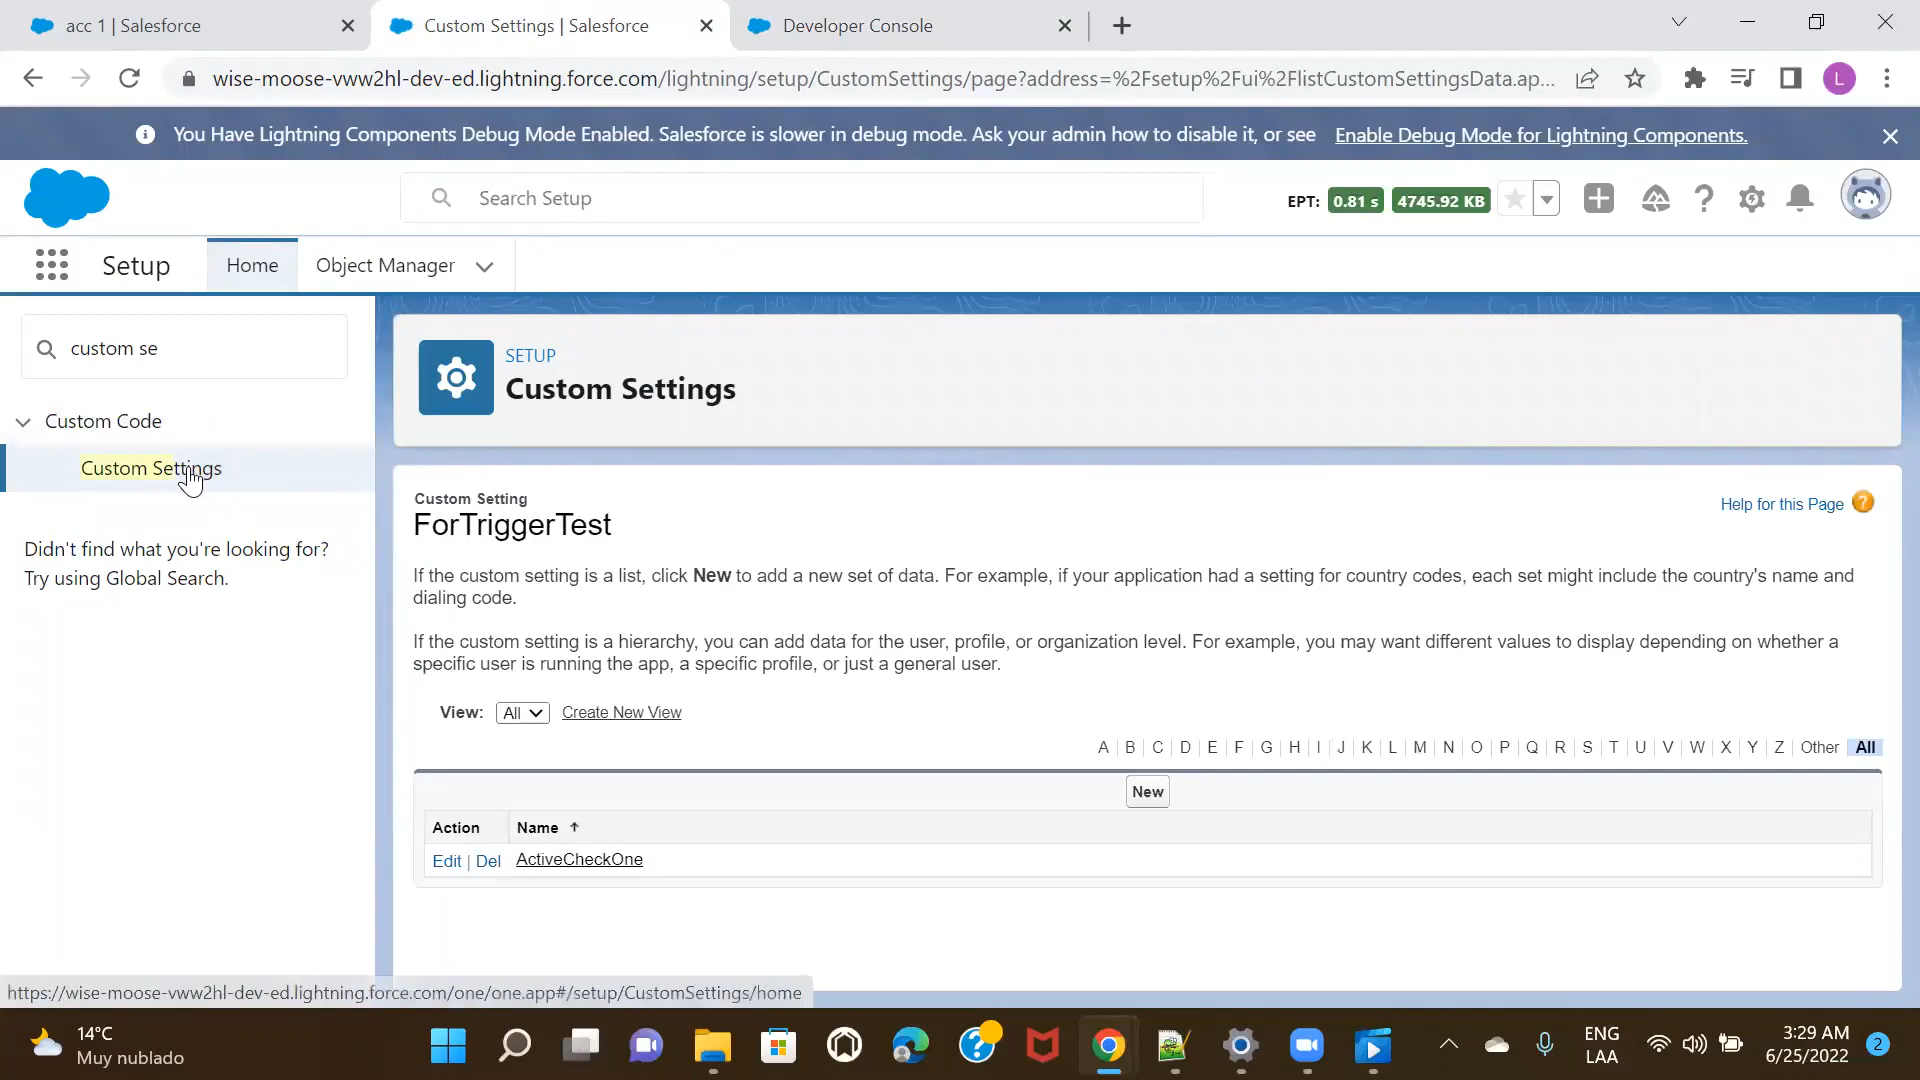 acc 1 | Salesforce
Custom Settings | Salesforce
Developer Console
wise-moose-vww2hl-dev-ed.lightning.force.com/lightning/setup/CustomSettings/page?address=%2Fsetup%2Fui%2FlistCustomSettingsData.ap...
L
You Have Lightning Components Debug Mode Enabled. Salesforce is slower in debug mode. Ask your admin how to disable it, or see Enable Debug Mode for Lightning Components.
Search Setup
EPT: 0.81 s 4745.92 KB
Setup
Home
Object Manager
custom se
Custom Code
Custom Settings
Didn't find what you're looking for?
Try using Global Search.
SETUP
Custom Settings
Custom Setting
ForTriggerTest
Help for this Page ?
If the custom setting is a list, click New to add a new set of data. For example, if your application had a setting for country codes, each set might include the country's name and
dialing code.
If the custom setting is a hierarchy, you can add data for the user, profile, or organization level. For example, you may want different values to display depending on whether a
specific user is running the app, a specific profile, or just a general user.
View: All Create New View
A | B | C | D | E | F | G | H | I | J | K | L | M | N | O | P | Q | R | S | T | U | V | W | X | Y | Z | Other All
New
Action Name ↑
Edit | Del ActiveCheckOne
https://wise-moose-vww2hl-dev-ed.lightning.force.com/one/one.app#/setup/CustomSettings/home
14°C
Muy nublado
ENG
LAA
3:29 AM
6/25/2022
2